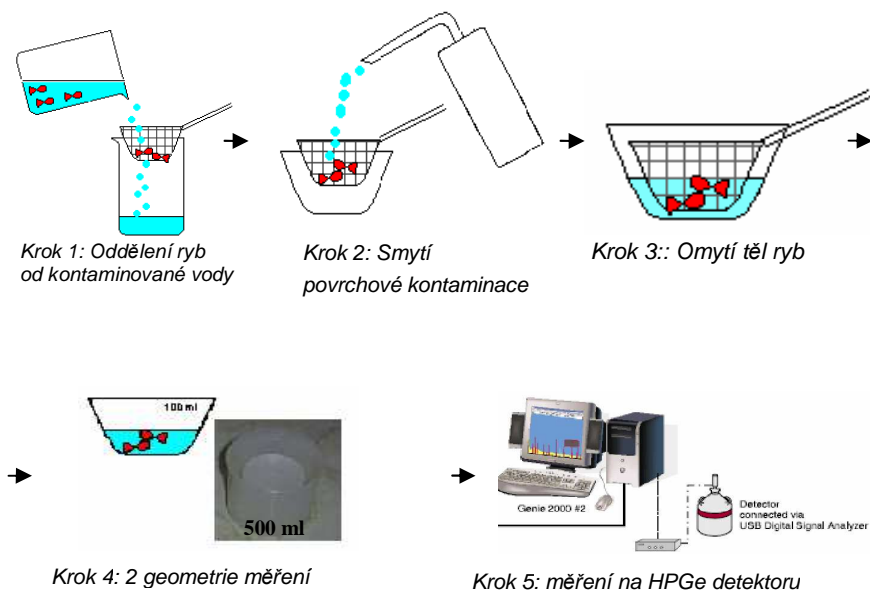 Krok 1: Oddělení ryb
od kontaminované vody
Krok 2: Smytí
povrchové kontaminace
Krok 3:: Omytí těl ryb
100 ml
500 ml
Krok 4: 2 geometrie měření
Genie 2000 #2
Detector
connected via
USB Digital Signal Analyzer
Krok 5: měření na HPGe detektoru